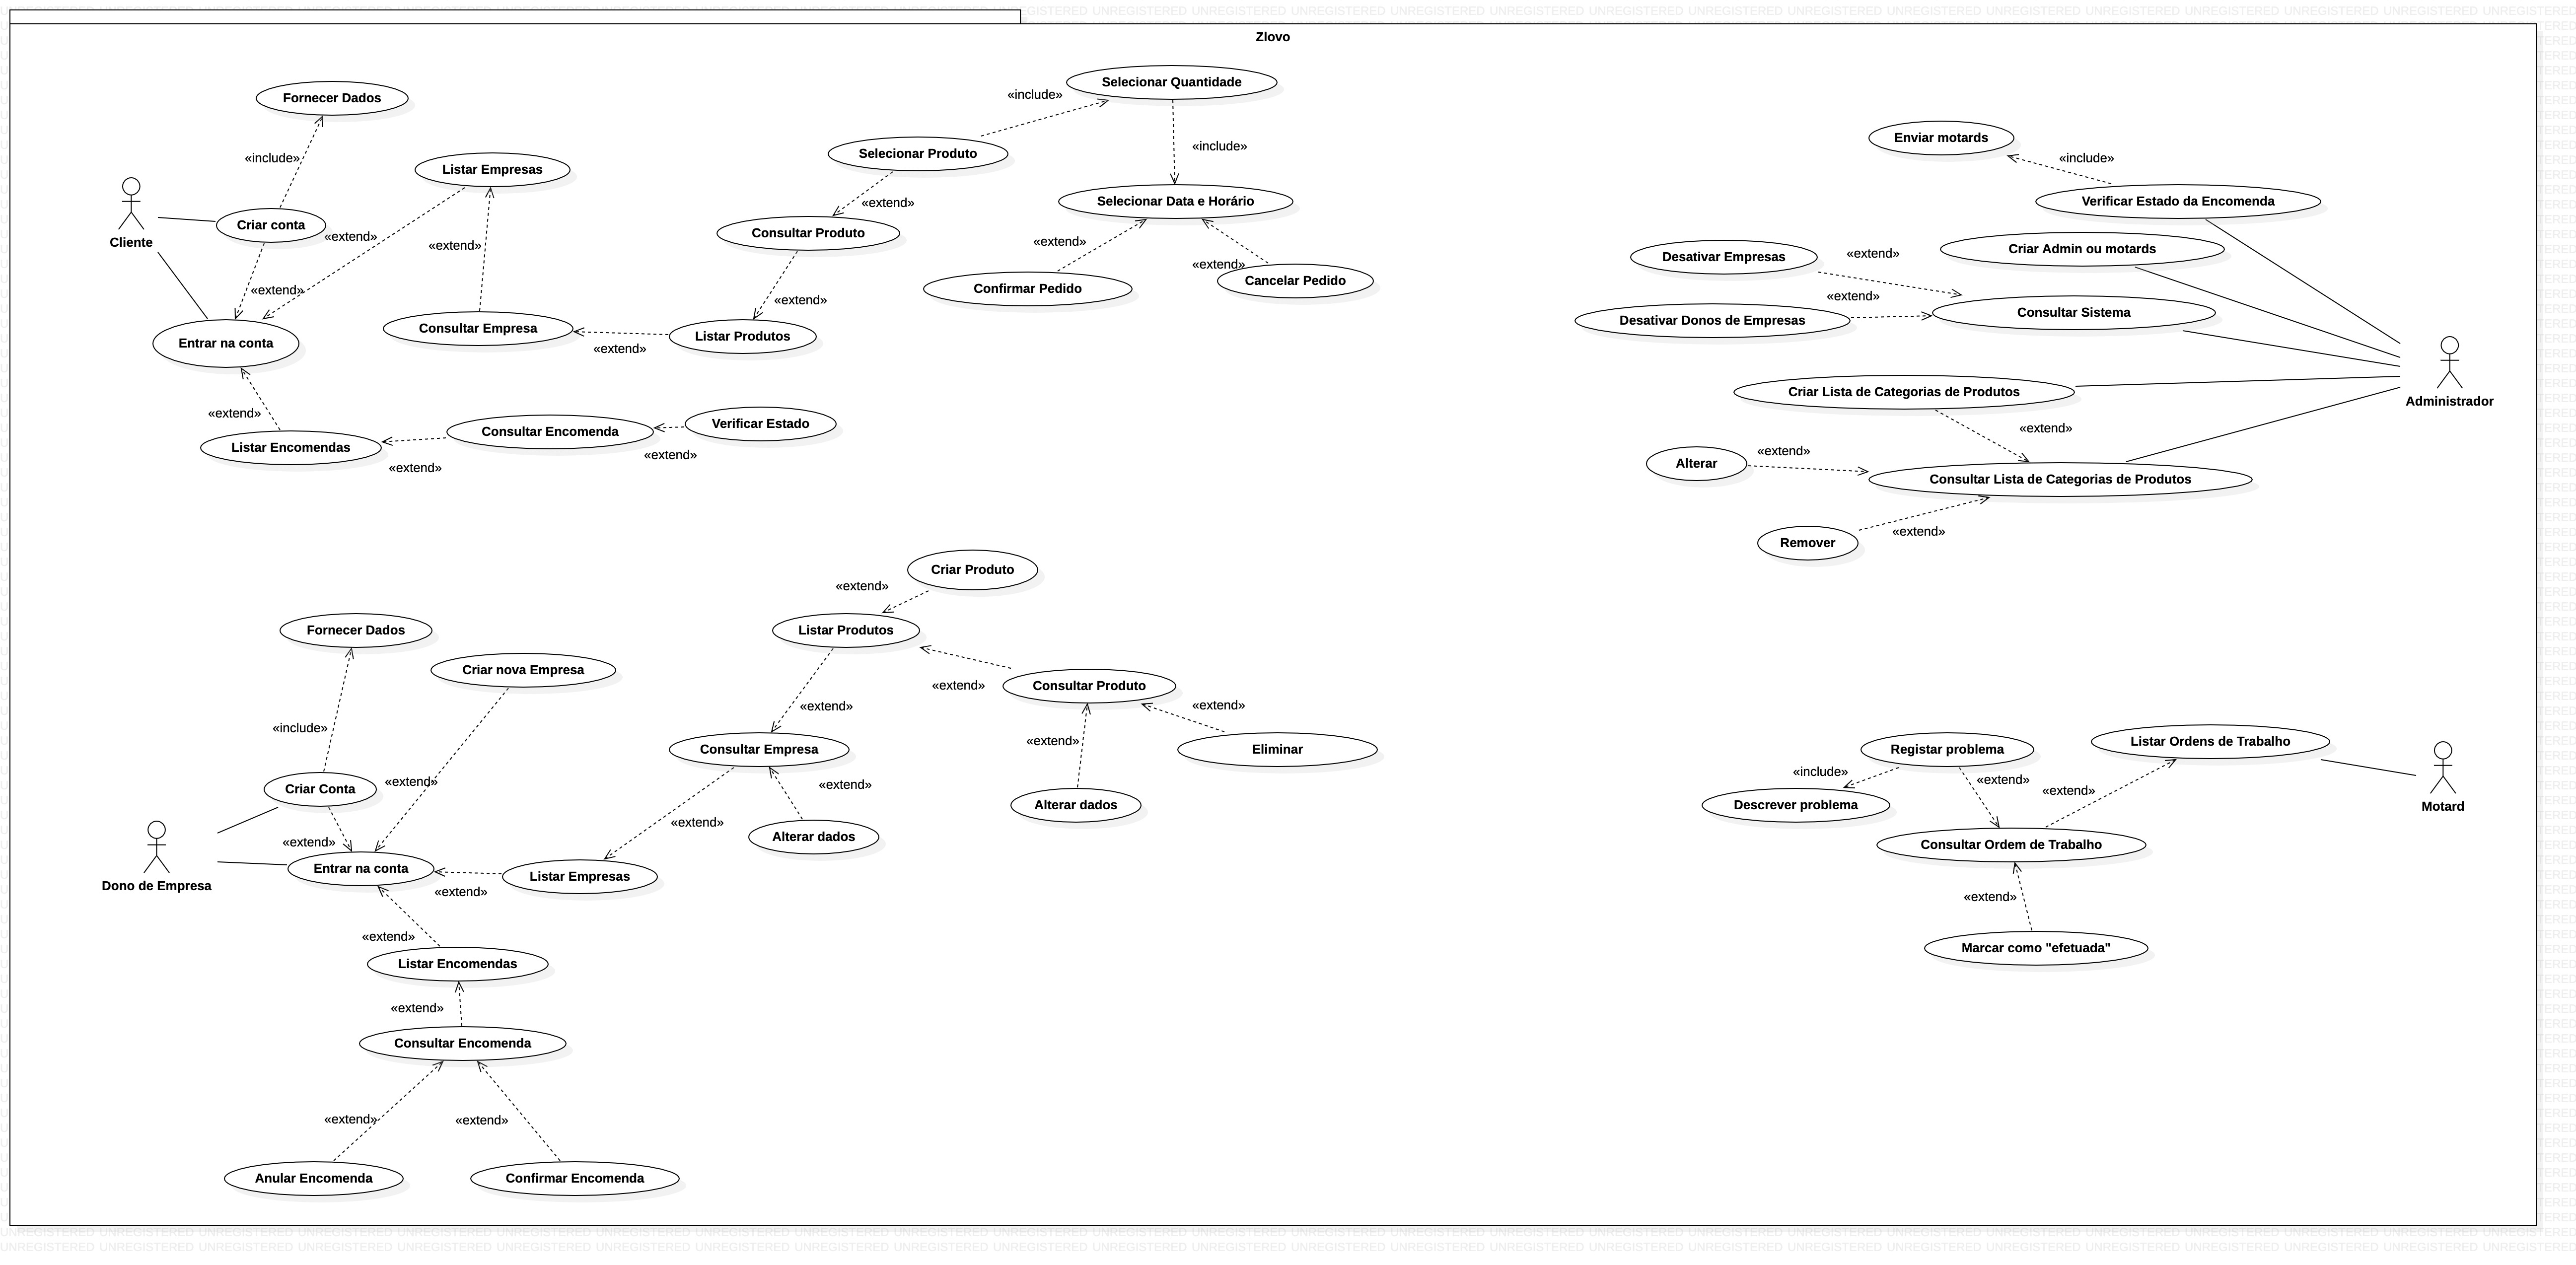 Zlovo
Fornecer Dados
«include»
Listar Empresas
Cliente
Criar conta
«extend»
«extend»
«extend»
Entrar na conta
Consultar Empresa
«extend»
Listar Produtos
«extend»
Consultar Produto
«extend»
Selecionar Produto
«include»
Selecionar Quantidade
«include»
Selecionar Data e Horário
«extend»
«extend»
Confirmar Pedido
Cancelar Pedido
«extend»
Listar Encomendas
«extend»
Consultar Encomenda
«extend»
Verificar Estado
Enviar motards
«include»
Verificar Estado da Encomenda
Criar Admin ou motards
Desativar Empresas
«extend»
«extend»
Desativar Donos de Empresas
Consultar Sistema
Administrador
Criar Lista de Categorias de Produtos
«extend»
Alterar
«extend»
Consultar Lista de Categorias de Produtos
Remover
«extend»
Criar Produto
«extend»
Listar Produtos
«extend»
Consultar Produto
«extend»
«extend»
Eliminar
Alterar dados
«extend»
Consultar Empresa
«extend»
Alterar dados
«extend»
Fornecer Dados
Criar nova Empresa
«include»
Criar Conta
«extend»
«extend»
Dono de Empresa
Entrar na conta
«extend»
Listar Empresas
«extend»
Listar Encomendas
«extend»
Consultar Encomenda
«extend»
«extend»
Anular Encomenda
Confirmar Encomenda
Registar problema
Listar Ordens de Trabalho
«include»
«extend»
«extend»
Descrever problema
Motard
Consultar Ordem de Trabalho
«extend»
Marcar como "efetuada"
UNREGISTERED UNREGISTERED UNREGISTERED UNREGISTERED UNREGISTERED UNREGISTERED UNREGISTERED UNREGISTERED